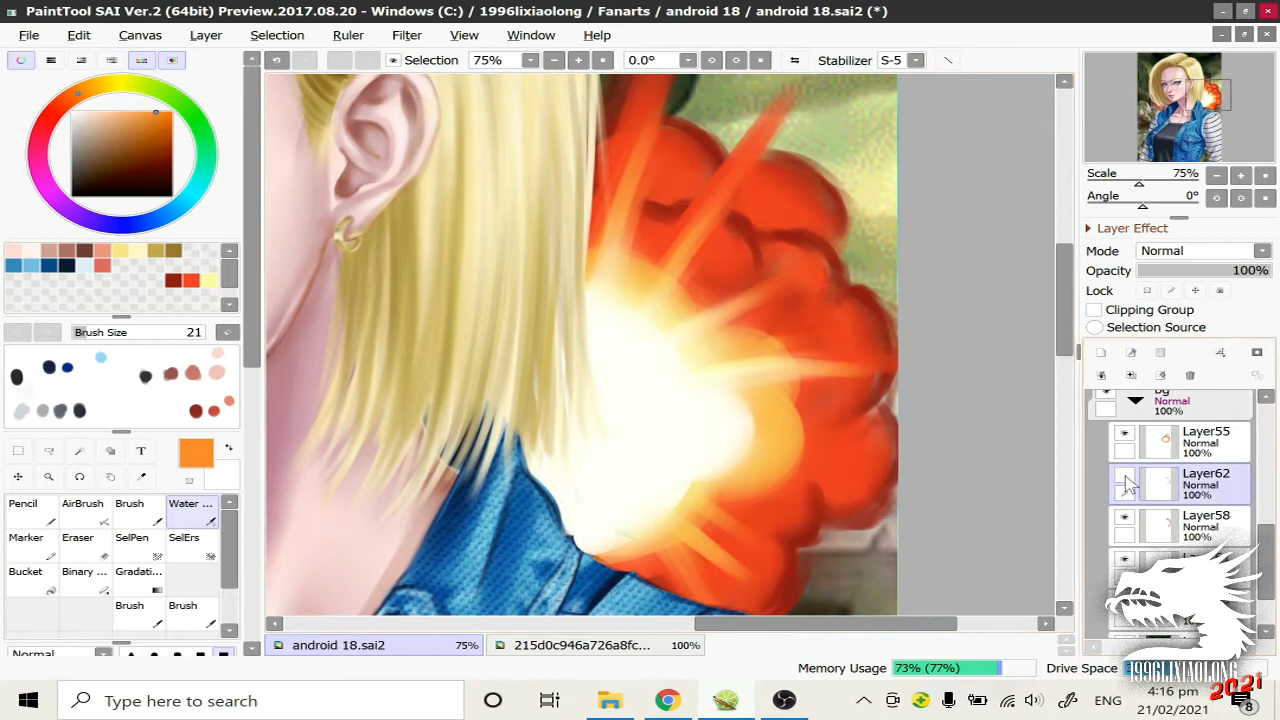 PaintTool SAI Ver.2 (64bit) Preview.2017.08.20 - Windows (C:) / 1996lixiaolong / Fanarts / android 18 / android 18.sai2 (*)
File Edit Canvas Layer Selection Ruler Filter View Window Help
Selection 75% 0.0° Stabilizer S-5
Scale 75%
Angle 0°
Layer Effect
Mode Normal
Opacity 100%
Lock
Clipping Group
Selection Source
Brush Size 21
bg
Normal
100%
Layer55
Normal
100%
Layer62
Normal
100%
Layer58
Normal
100%
T
Pencil AirBrush Brush Water ...
Marker Eraser SelPen SelErs
Bucket Binary ... Gradati...
Brush Brush
Normal
android 18.sai2 75% 215d0c946a726a8fc... 100%
Memory Usage 73% (77%) Drive Space
1996LIXIAOLONG
2021
Type here to search
ENG
4:16 pm
21/02/2021
8